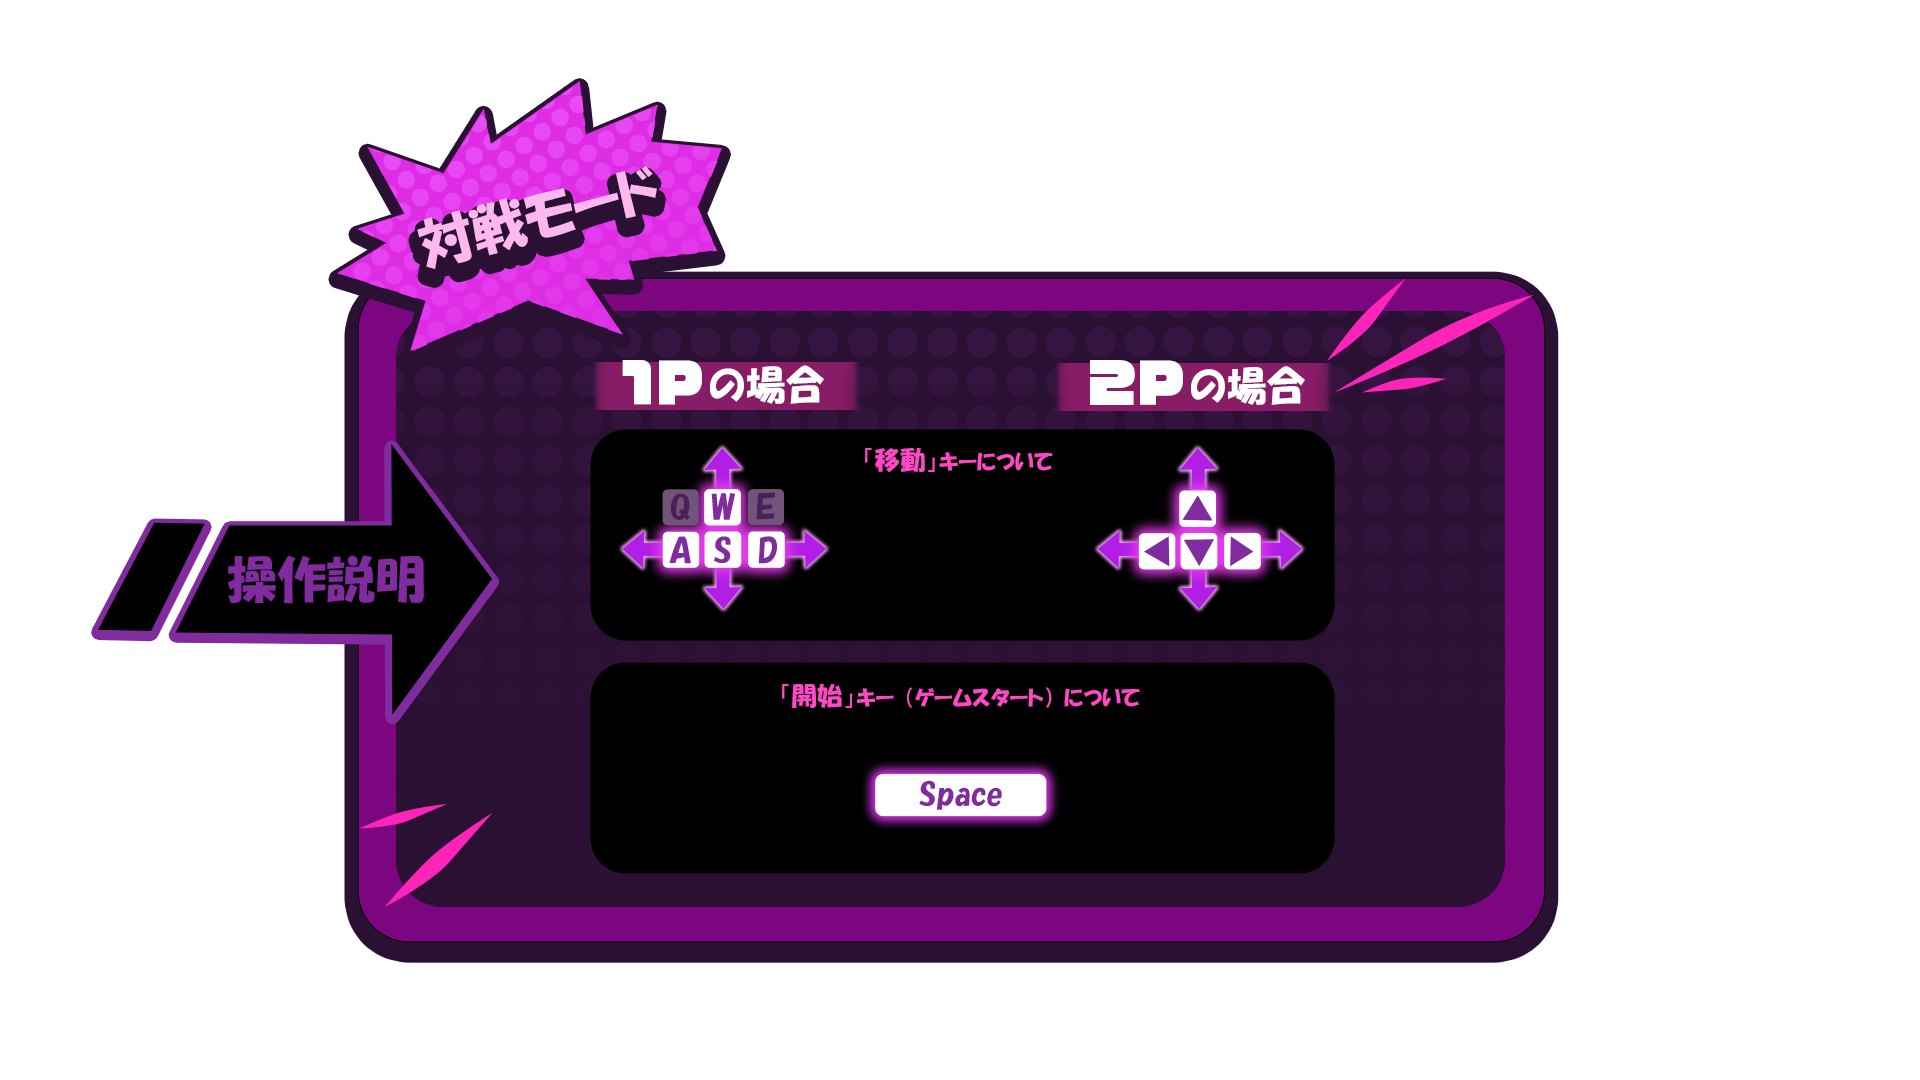 対戦モード
1Pの場合
2Pの場合
「移動」キーについて
Q W E
A S D
▲
◀ ▼ ▶
操作説明
「開始」キー（ゲームスタート）について
Space